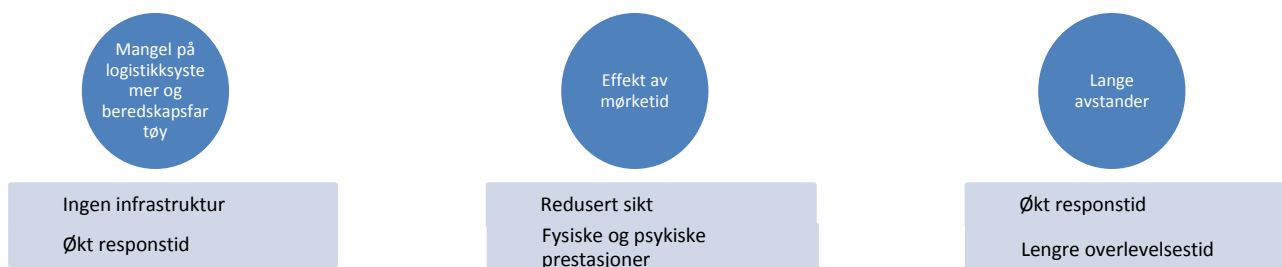 Mangel på
logistikksyste
mer og
beredskapsfar
tøy
Ingen infrastruktur
Økt responstid
Effekt av
mørketid
Redusert sikt
Fysiske og psykiske
prestasjoner
Lange
avstander
Økt responstid
Lengre overlevelsestid